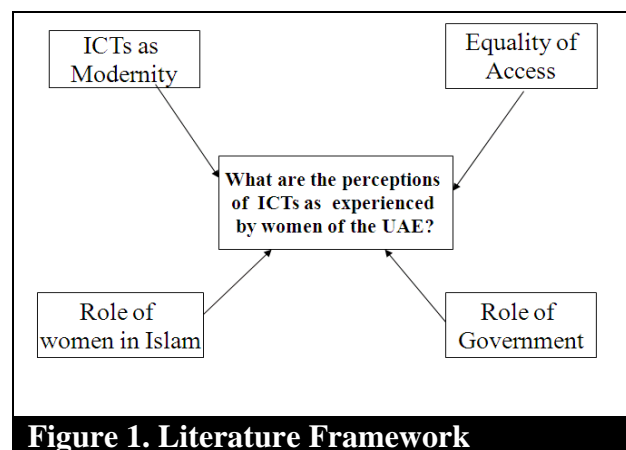 ICTs as
Modernity
Equality of
Access
What are the perceptions
of ICTs as experienced
by women of the UAE?
Role of
women in Islam
Role of
Government
Figure 1. Literature Framework